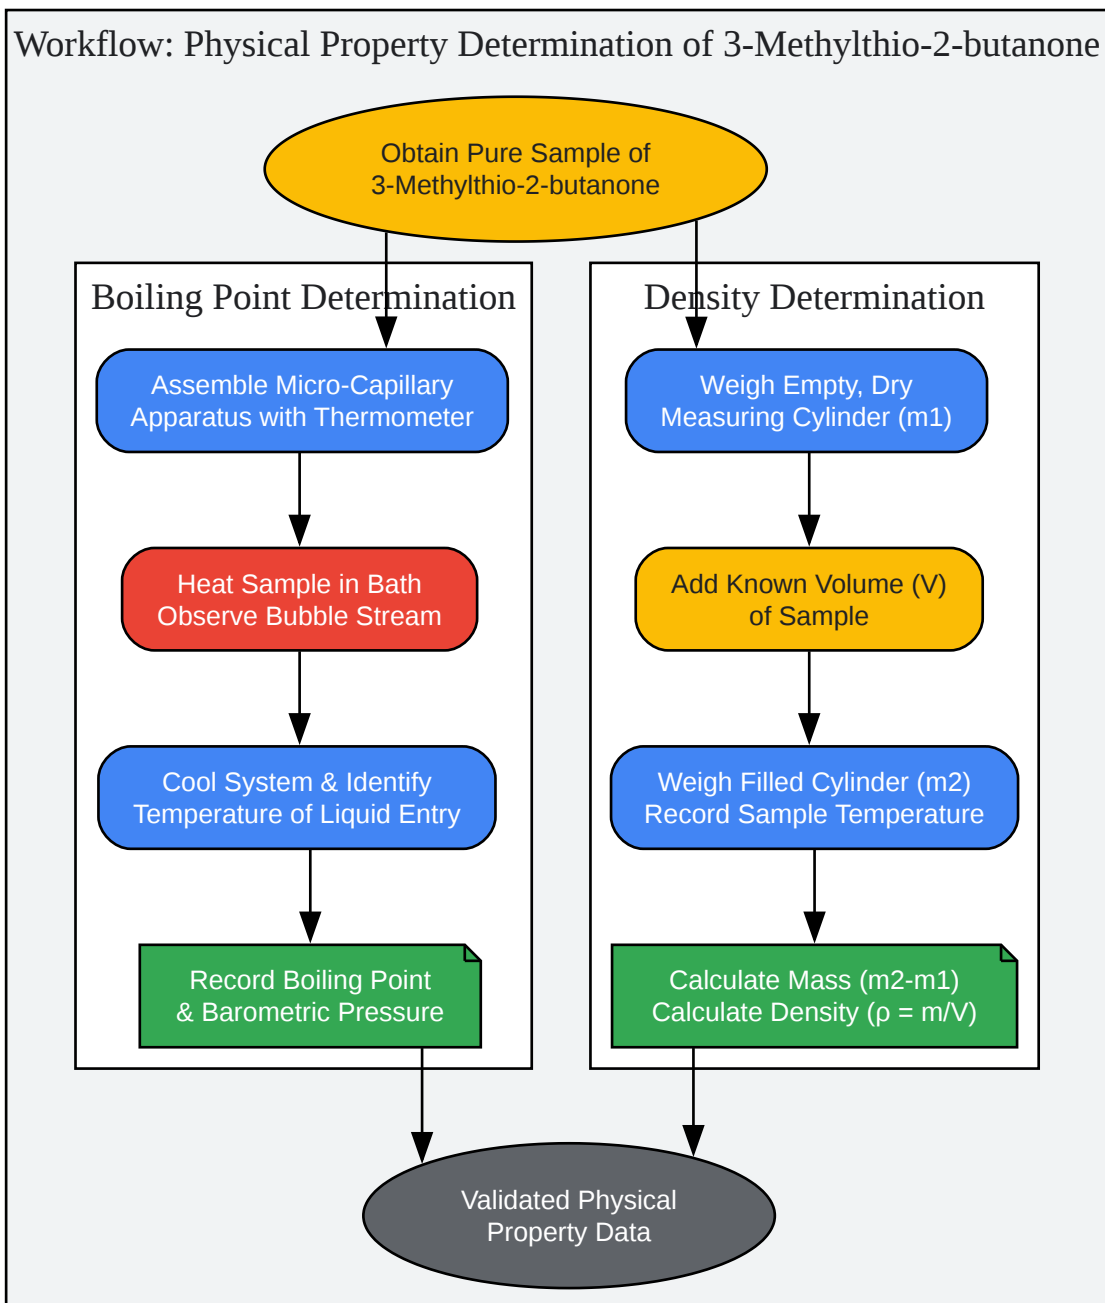 Workflow: Physical Property Determination of 3-Methylthio-2-butanone
Obtain Pure Sample of
3-Methylthio-2-butanone
Boiling Point Determination
Assemble Micro-Capillary
Apparatus with Thermometer
Heat Sample in Bath
Observe Bubble Stream
Cool System & Identify
Temperature of Liquid Entry
Record Boiling Point
& Barometric Pressure
Density Determination
Weigh Empty, Dry
Measuring Cylinder (m1)
Add Known Volume (V)
of Sample
Weigh Filled Cylinder (m2)
Record Sample Temperature
Calculate Mass (m2-m1)
Calculate Density (ρ = m/V)
Validated Physical
Property Data